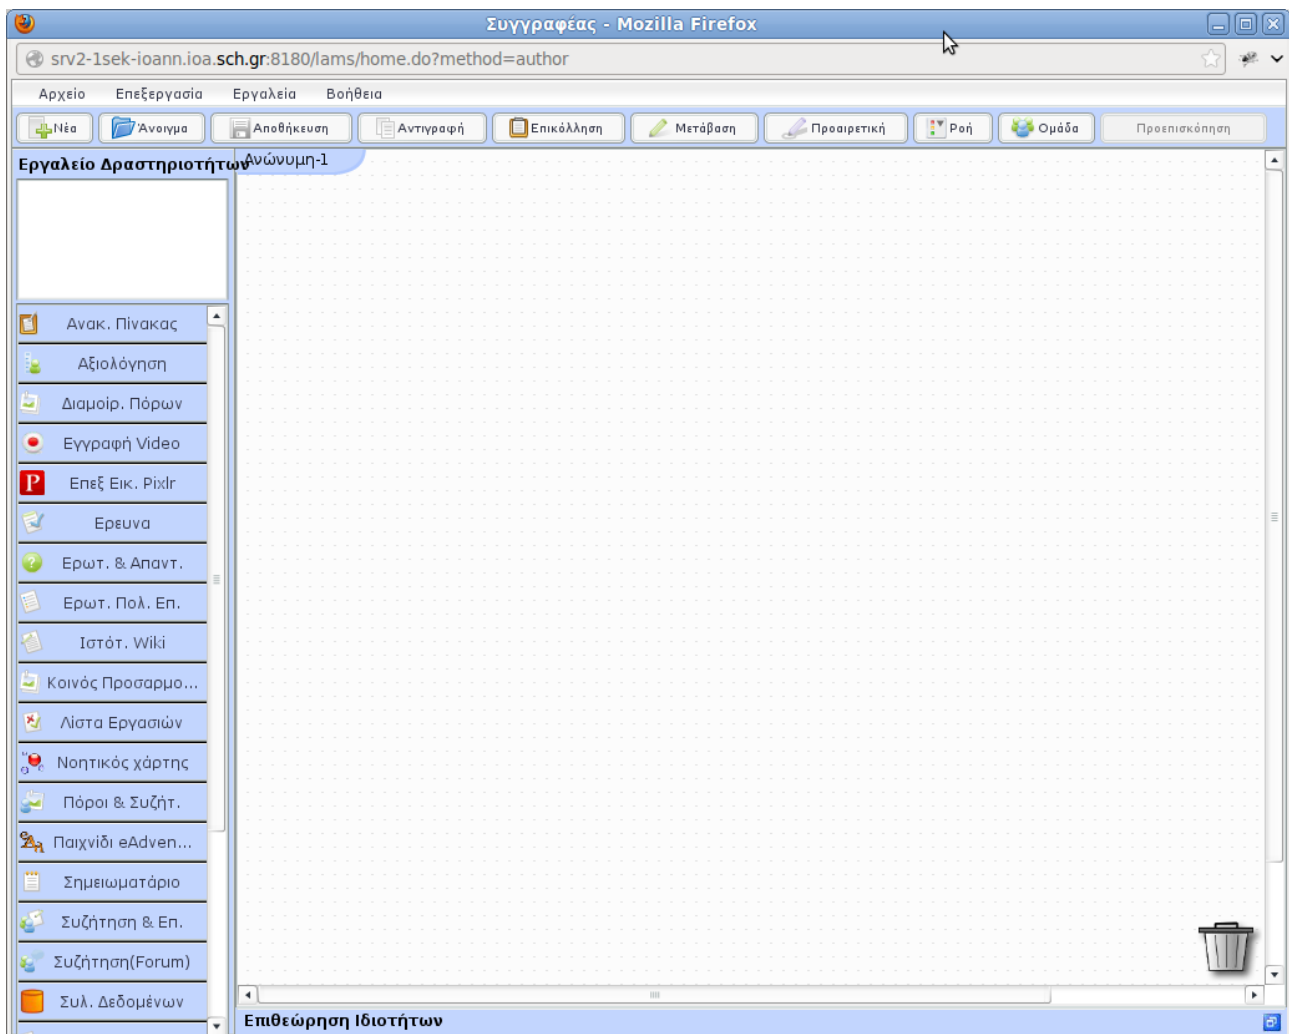 Συγγραφέας - Mozilla Firefox
srv2-1sek-ioann.ioa.sch.gr:8180/lams/home.do?method=author
Αρχείο Επεξεργασία Εργαλεία Βοήθεια
Νέα Άνοιγμα Αποθήκευση Αντιγραφή Επικόλληση Μετάβαση Προαιρετική Ροή Ομάδα Προεπισκόπηση
Εργαλείο Δραστηριοτήτων
Ανώνυμη-1
Ανακ. Πίνακας
Αξιολόγηση
Διαμοίρ. Πόρων
Εγγραφή Video
Επεξ Εικ. Pixlr
Ερευνα
Ερωτ. & Απαντ.
Ερωτ. Πολ. Επ.
Ιστότ. Wiki
Κοινός Προσαρμο...
Λίστα Εργασιών
Νοητικός χάρτης
Πόροι & Συζήτ.
Παιχνίδι eAdven...
Σημειωματάριο
Συζήτηση & Επ.
Συζήτηση(Forum)
Συλ. Δεδομένων
Επιθεώρηση Ιδιοτήτων